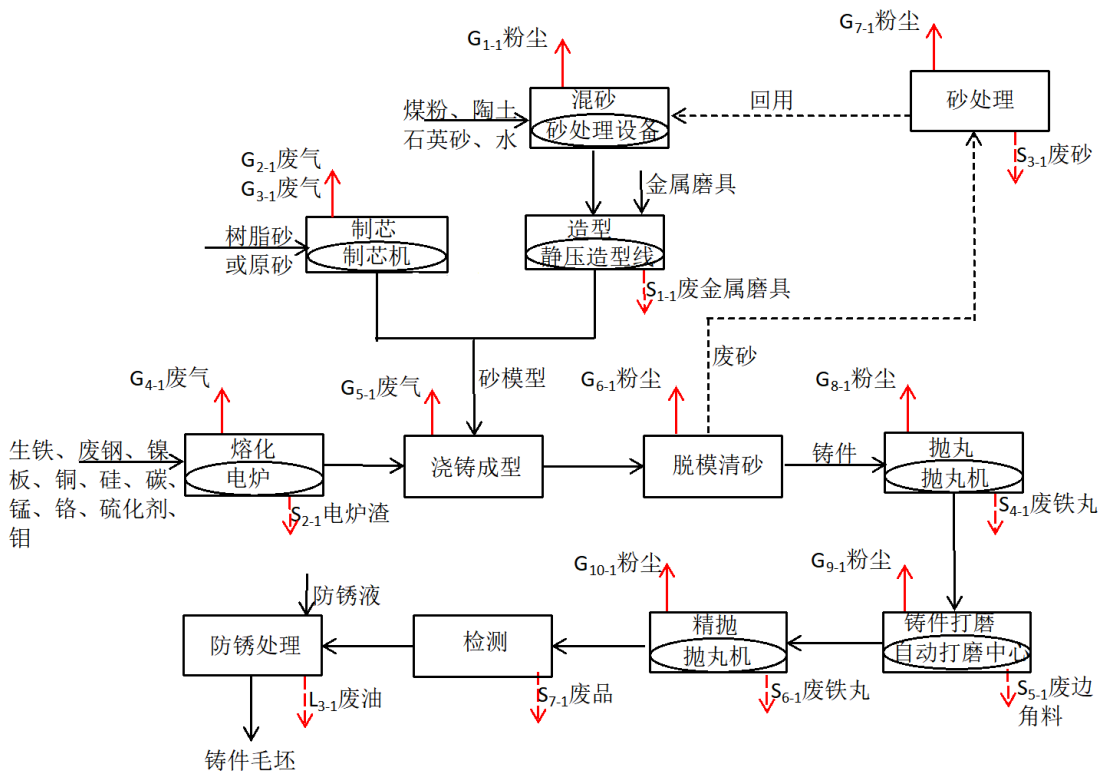 G7-1粉尘
G1-1粉尘
混砂
砂处理设备
煤粉、陶土
石英砂、水
回用
砂处理
S3-1废砂
G2-1废气
G3-1废气
金属磨具
树脂砂
或原砂
制芯
制芯机
造型
静压造型线
S1-1废金属磨具
废砂
砂模型
G4-1废气
G5-1废气
G6-1粉尘
G8-1粉尘
生铁、废钢、镍
板、铜、硅、碳、
锰、铬、硫化剂、
钼
熔化
电炉
浇铸成型
脱模清砂
铸件
抛丸
抛丸机
S2-1电炉渣
S4-1废铁丸
G10-1粉尘
G9-1粉尘
防锈液
防锈处理
检测
精抛
抛丸机
铸件打磨
自动打磨中心
L3-1废油
S7-1废品
S6-1废铁丸
S5-1废边
角料
铸件毛坯